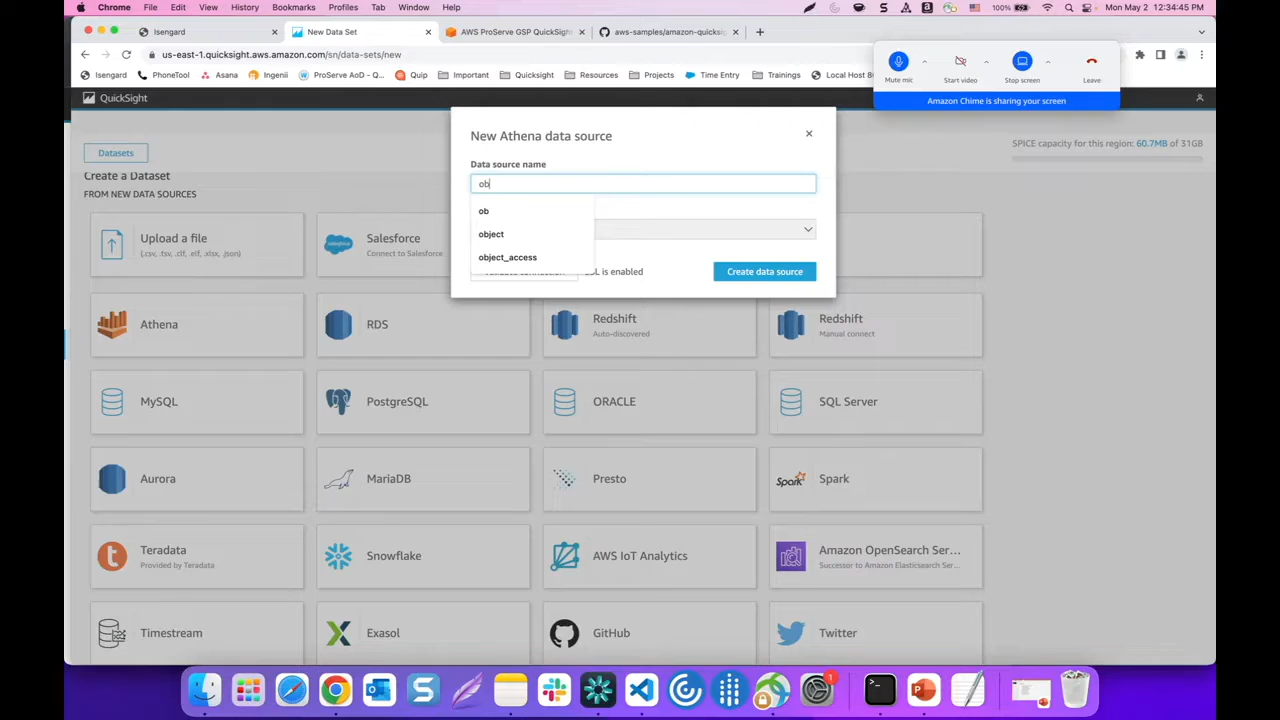 Chrome File Edit View History Bookmarks Profiles Tab Window Help
100% Mon May 2 12:34:45 PM
Isengard
New Data Set
AWS ProServe GSP QuickSight
aws-samples/amazon-quicksig
us-east-1.quicksight.aws.amazon.com/sn/data-sets/new
Isengard PhoneTool Asana Ingenii ProServe AoD - Q... Quip Important Quicksight Resources Projects Time Entry Trainings Local Host 8
Mute mic Start video Stop screen Leave
Amazon Chime is sharing your screen
QuickSight
Datasets
SPICE capacity for this region: 60.7MB of 31GB
Create a Dataset
FROM NEW DATA SOURCES
New Athena data source
Data source name
ob
ob
object
object_access
SL is enabled
Create data source
Upload a file
(.csv, .tsv, .clf, .elf, .xlsx, .json)
Salesforce
Connect to Salesforce
Athena
RDS
Redshift
Auto-discovered
Redshift
Manual connect
MySQL
PostgreSQL
ORACLE
SQL Server
Aurora
MariaDB
Presto
Spark
Spark
Teradata
Provided by Teradata
Snowflake
AWS IoT Analytics
Amazon OpenSearch Ser...
Successor to Amazon Elasticsearch Ser...
Timestream
Exasol
GitHub
Twitter
1